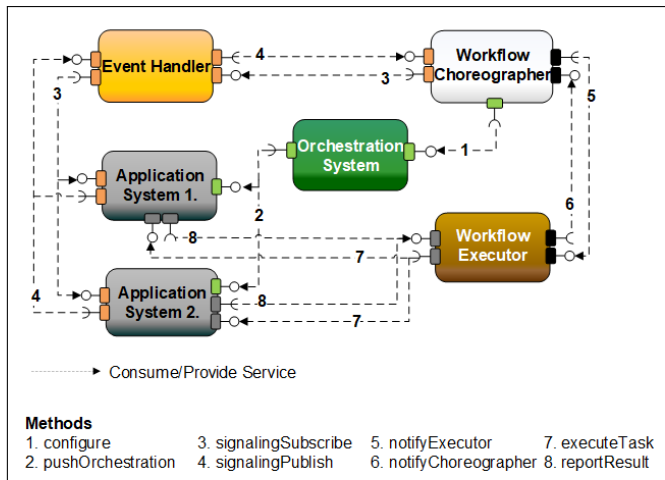 Event Handler
4
3
Workflow
Choreographer
3
5
Orchestration
System
1
Application
System 1.
2
6
8
7
Workflow
Executor
4
Application
System 2.
8
7
Consume/Provide Service
Methods
1. configure 3. signalingSubscribe 5. notifyExecutor 7. executeTask
2. pushOrchestration 4. signalingPublish 6. notifyChoreographer 8. reportResult